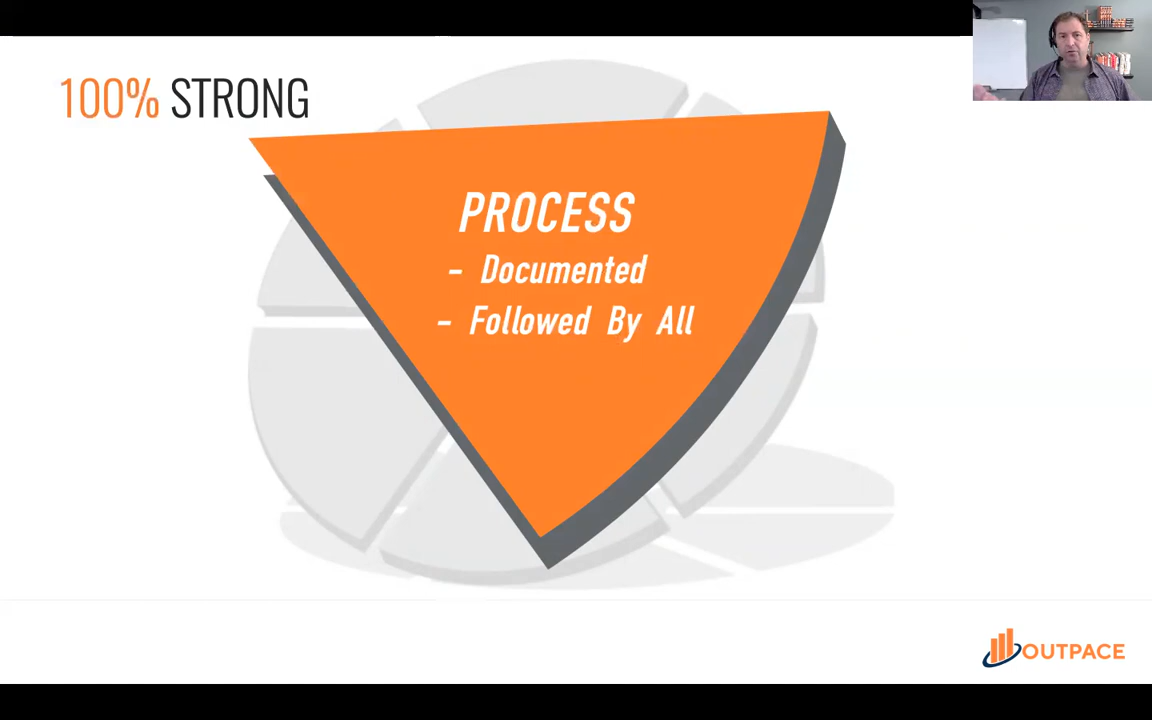 100% STRONG
PROCESS
- Documented
- Followed By All
OUTPACE